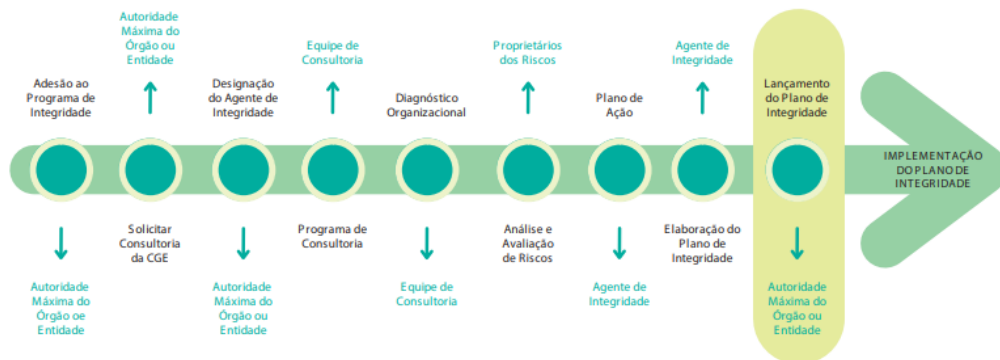 Autoridade
Máxima do
Órgão ou
Entidade
Equipe de
Consultoria
Proprietários
dos Riscos
Agente de
Integridade
Adesão ao
Programa de
Integridade
Designação
do Agente de
Integridade
Diagnóstico
Organizacional
Plano de
Ação
Lançamento
do Plano de
Integridade
IMPLEMENTAÇÃO
DO PLANO DE
INTEGRIDADE
Solicitar
Consultoria
da CGE
Programa de
Consultoria
Análise e
Avaliação
de Riscos
Elaboração do
Plano de
Integridade
Autoridade
Máxima do
Órgão oe
Entidade
Autoridade
Máxima do
Órgão ou
Entidade
Equipe de
Consultoria
Agente de
Integridade
Autoridade
Máxima do
Órgão ou
Entidade